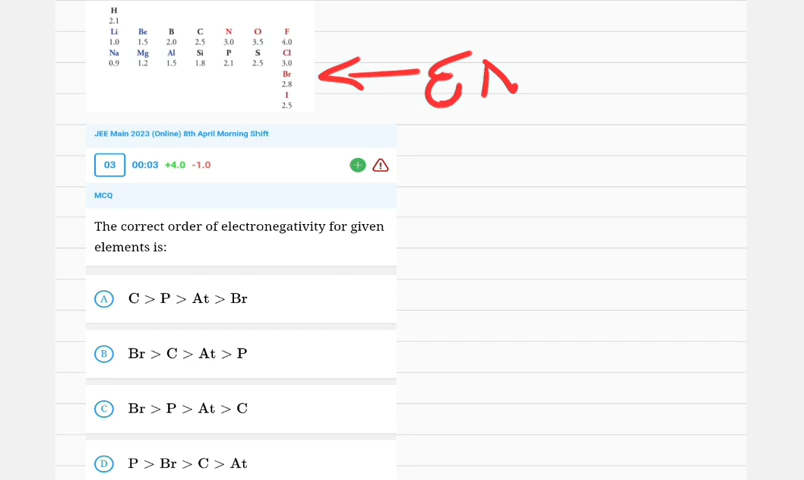 H
2.1
Li Be B C N O F
1.0 1.5 2.0 2.5 3.0 3.5 4.0
Na Mg Al Si P S Cl
0.9 1.2 1.5 1.8 2.1 2.5 3.0
Br
2.8
I
2.5
EN
JEE Main 2023 (Online) 8th April Morning Shift
03 00:03 +4.0 -1.0
MCQ
The correct order of electronegativity for given
elements is:
A C > P > At > Br
B Br > C > At > P
C Br > P > At > C
D P > Br > C > At